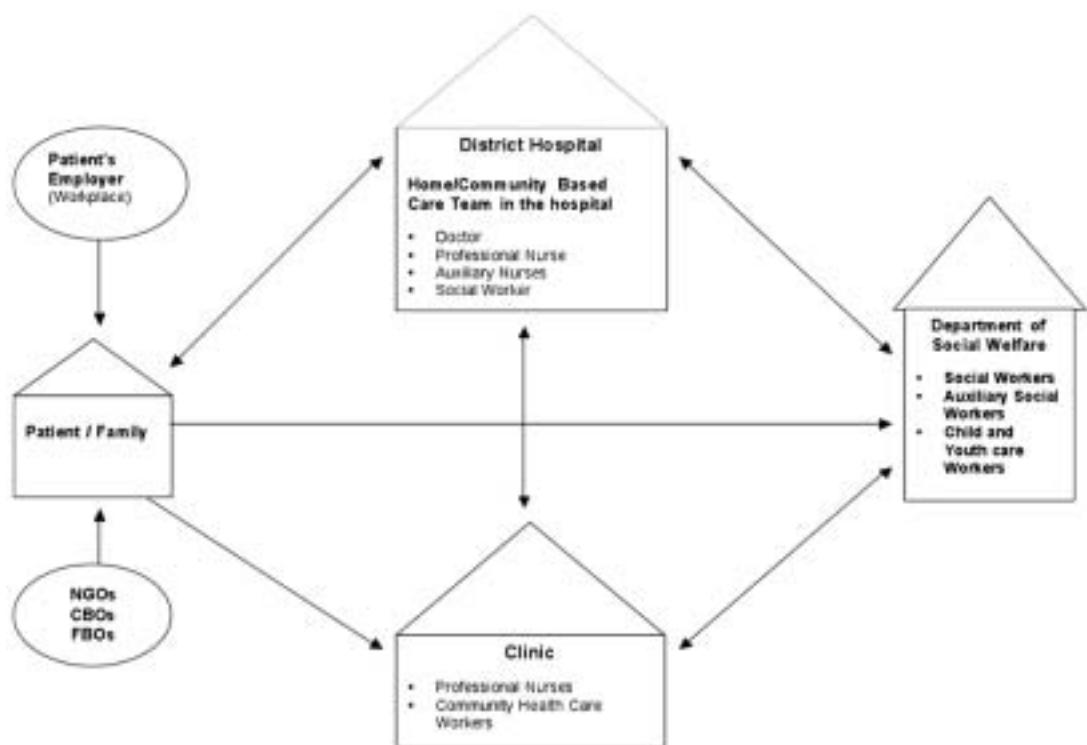 Patient's
Employer
(Workplace)
District Hospital
Home/Community Based
Care Team in the hospital
• Doctor
• Professional Nurse
• Auxiliary Nurses
• Social Worker
Department of
Social Welfare
• Social Workers
• Auxiliary Social
Workers
• Child and
Youth care
Workers
Patient / Family
NGOs
CBOs
FBOs
Clinic
• Professional Nurses
• Community Health Care
Workers